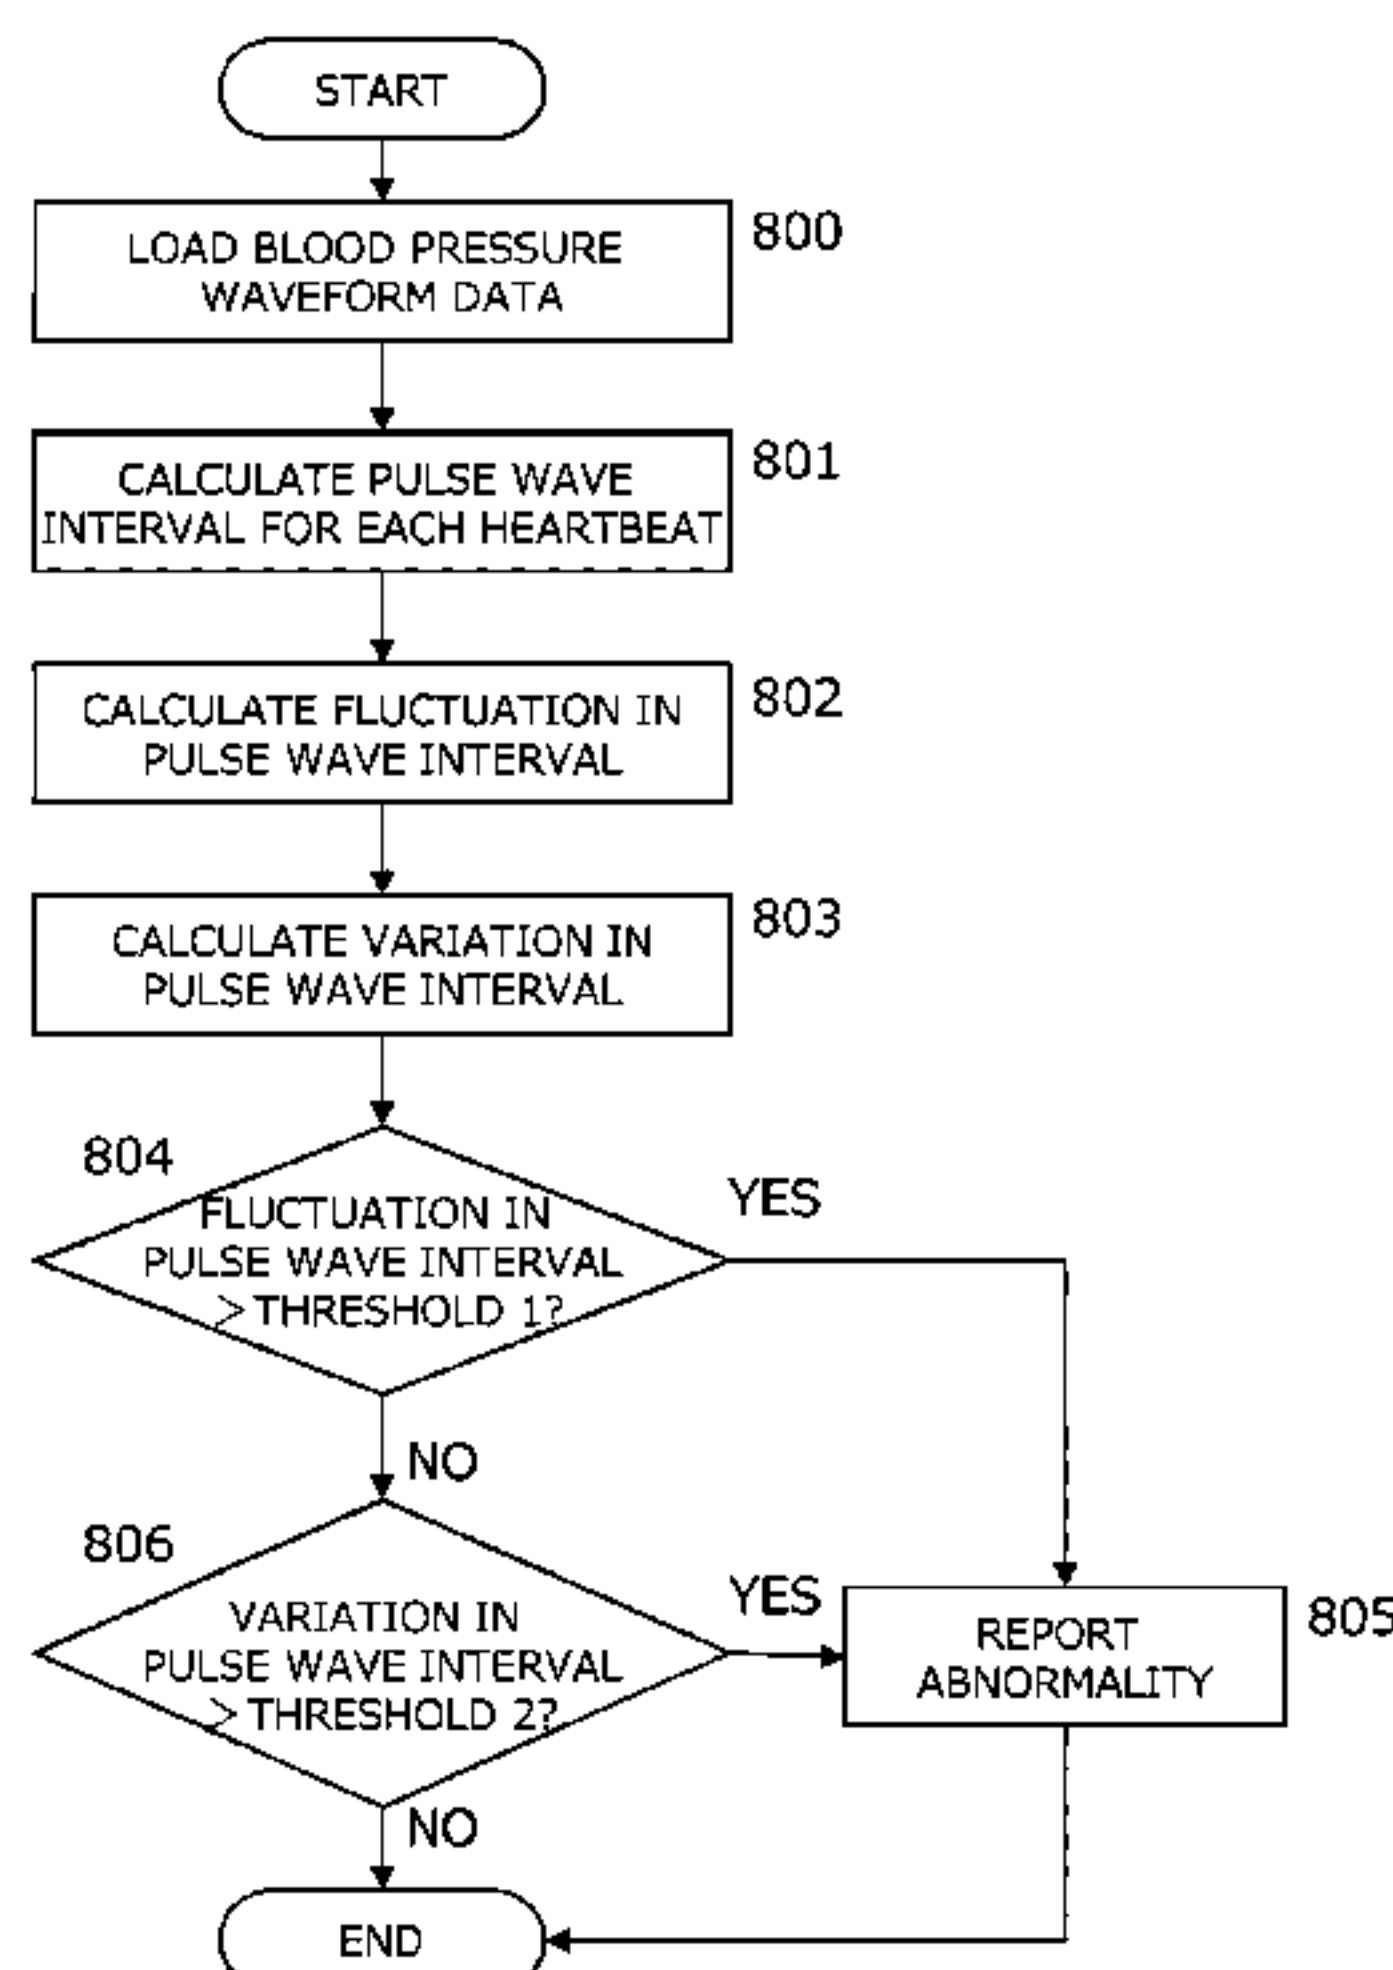 START
LOAD BLOOD PRESSURE
WAVEFORM DATA
800
CALCULATE PULSE WAVE
INTERVAL FOR EACH HEARTBEAT
801
CALCULATE FLUCTUATION IN
PULSE WAVE INTERVAL
802
CALCULATE VARIATION IN
PULSE WAVE INTERVAL
803
804
FLUCTUATION IN
PULSE WAVE INTERVAL
> THRESHOLD 1?
YES
NO
806
VARIATION IN
PULSE WAVE INTERVAL
> THRESHOLD 2?
YES
REPORT
ABNORMALITY
805
NO
END